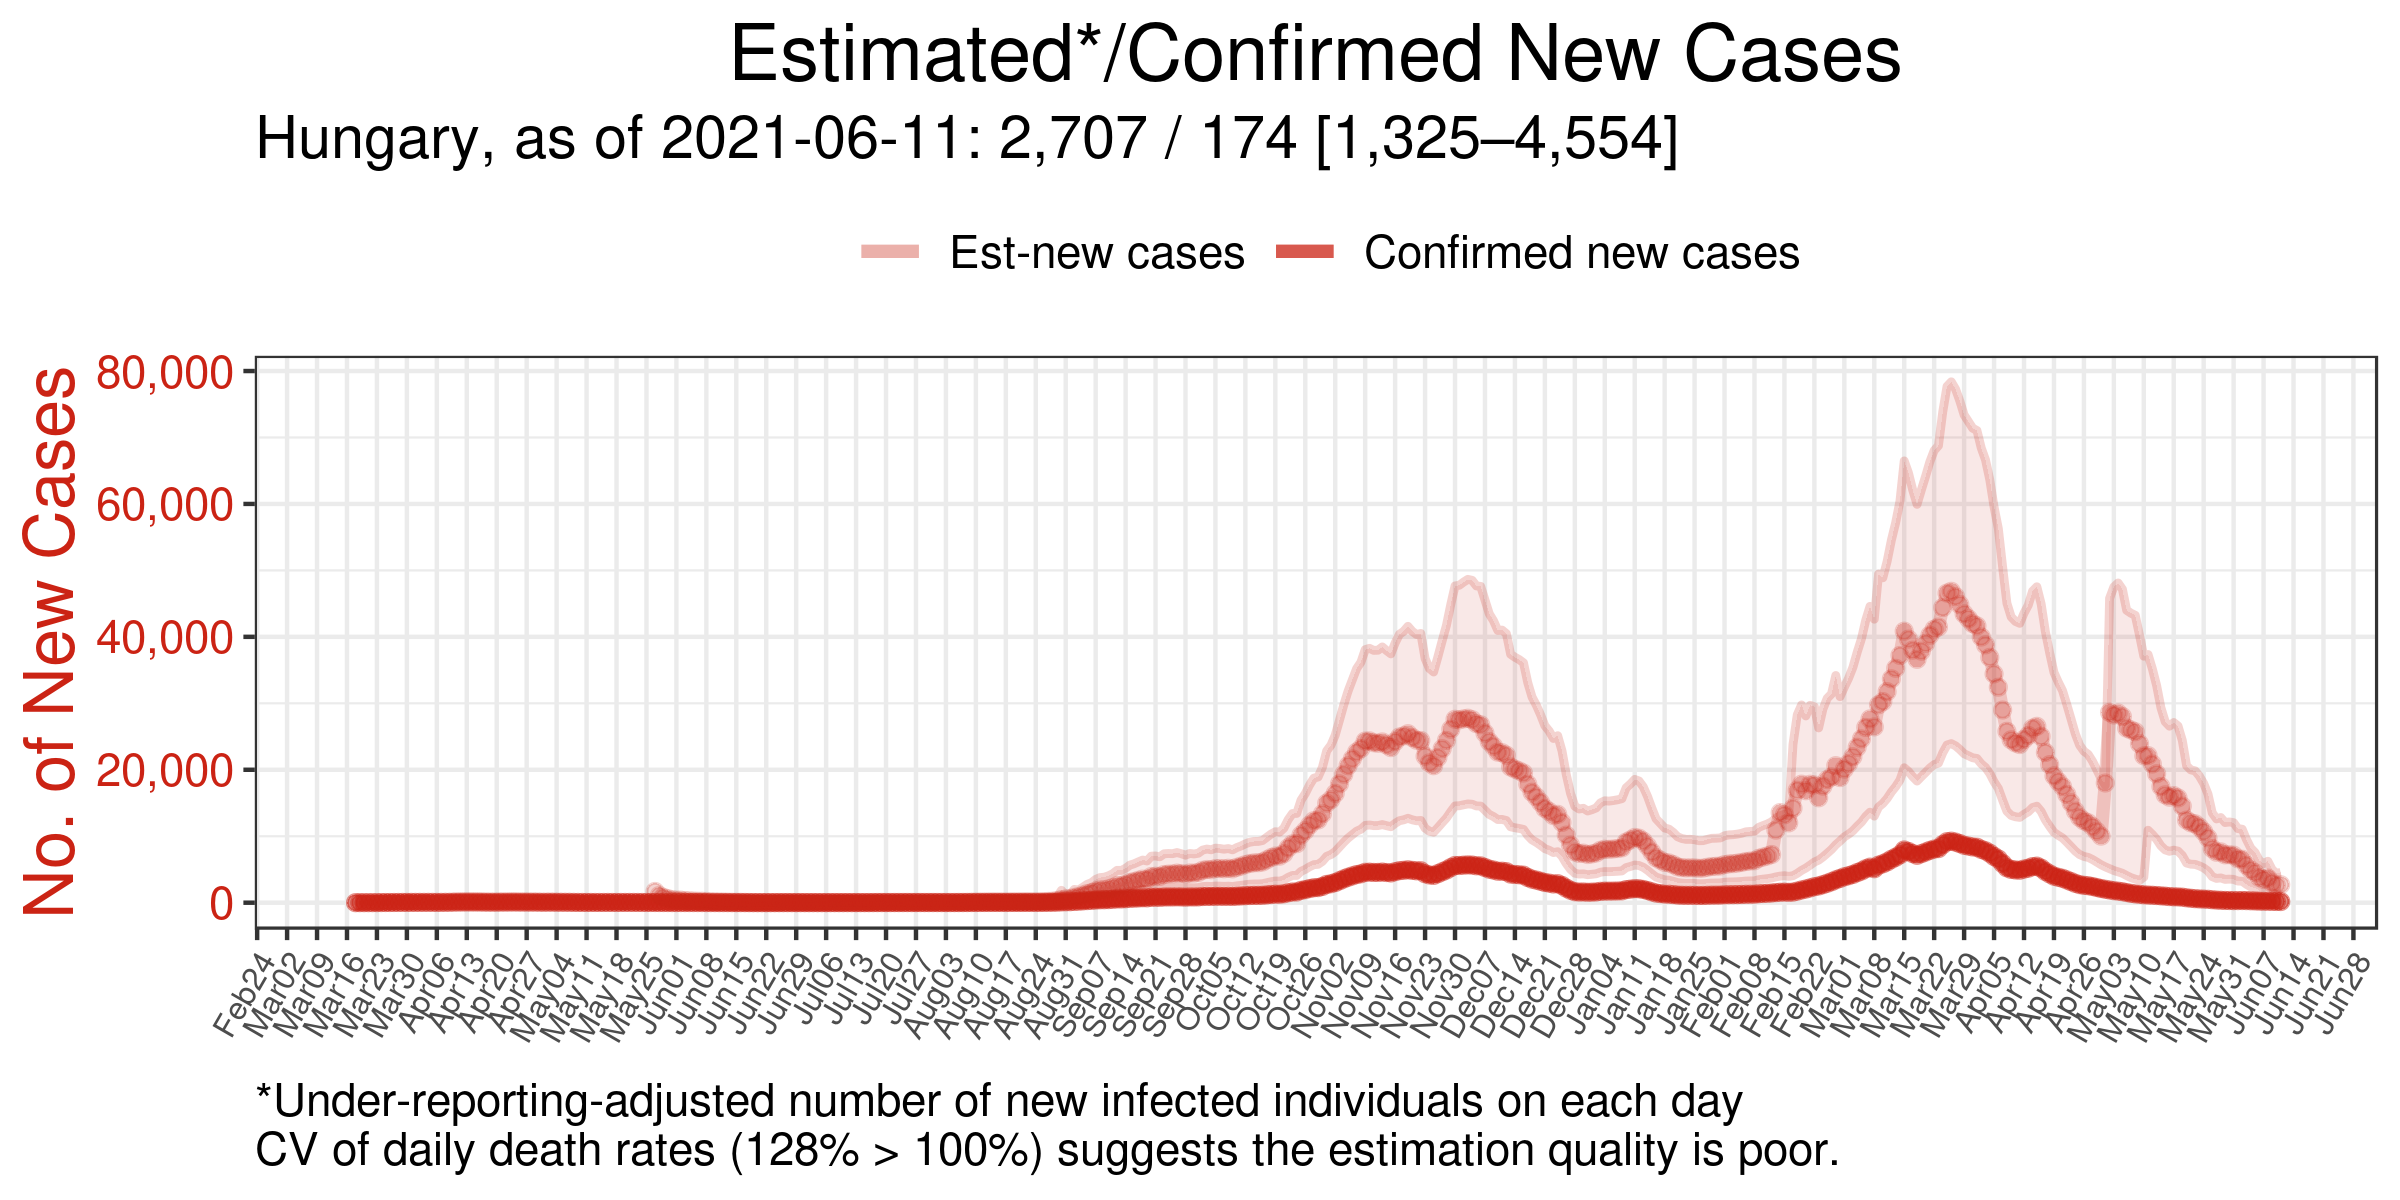 Estimated*/Confirmed New Cases
Hungary, as of 2021-06-11: 2,707 / 174 [1,325–4,554]
Est-new cases
Confirmed new cases
No. of New Cases
80,000
60,000
40,000
20,000
0
Feb24
Mar02
Mar09
Mar16
Mar23
Mar30
Apr06
Apr13
Apr20
Apr27
May04
May11
May18
May25
Jun01
Jun08
Jun15
Jun22
Jun29
Jul06
Jul13
Jul20
Jul27
Aug03
Aug10
Aug17
Aug24
Aug31
Sep07
Sep14
Sep21
Sep28
Oct05
Oct12
Oct19
Oct26
Nov02
Nov09
Nov16
Nov23
Nov30
Dec07
Dec14
Dec21
Dec28
Jan04
Jan11
Jan18
Jan25
Feb01
Feb08
Feb15
Feb22
Mar01
Mar08
Mar15
Mar22
Mar29
Apr05
Apr12
Apr19
Apr26
May03
May10
May17
May24
May31
Jun07
Jun14
Jun21
Jun28
*Under-reporting-adjusted number of new infected individuals on each day
CV of daily death rates (128% > 100%) suggests the estimation quality is poor.